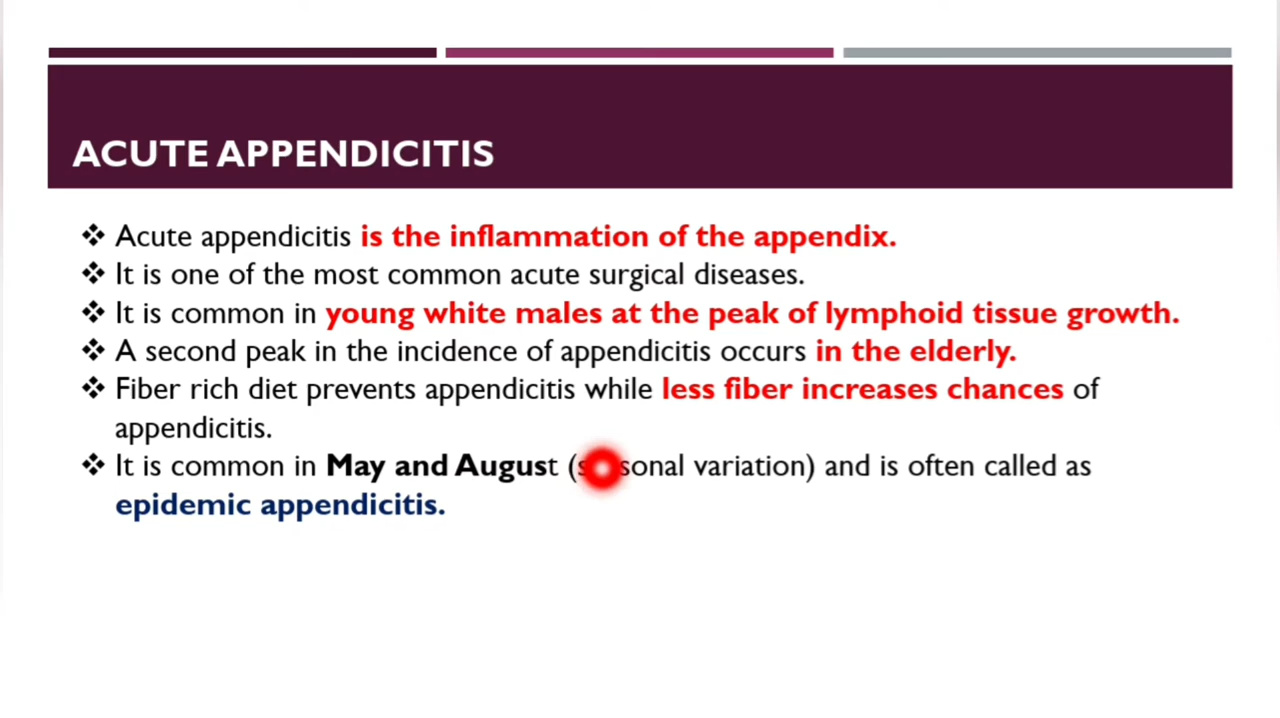 ACUTE APPENDICITIS
❖ Acute appendicitis is the inflammation of the appendix.
❖ It is one of the most common acute surgical diseases.
❖ It is common in young white males at the peak of lymphoid tissue growth.
❖ A second peak in the incidence of appendicitis occurs in the elderly.
❖ Fiber rich diet prevents appendicitis while less fiber increases chances of
appendicitis.
❖ It is common in May and August (seasonal variation) and is often called as
epidemic appendicitis.